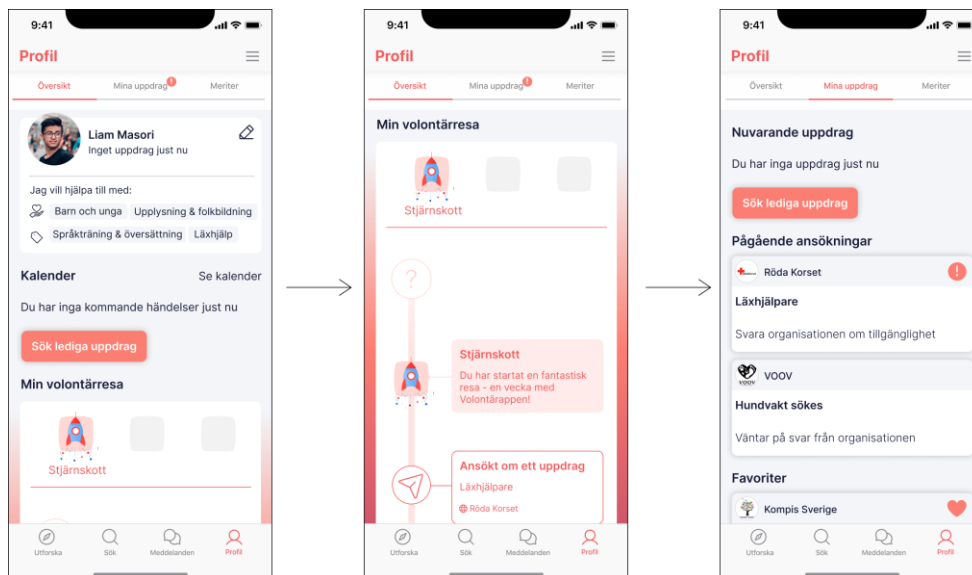 9:41
Profil
Översikt
Mina uppdrag
!
Meriter
Liam Masori
Inget uppdrag just nu
Jag vill hjälpa till med:
Barn och unga
Upplysning & folkbildning
Språkträning & översättning
Läxhjälp
Kalender
Se kalender
Du har inga kommande händelser just nu
Sök lediga uppdrag
Min volontärresa
Stjärnskott
Utforska
Sök
Meddelanden
Profil
9:41
Profil
Översikt
Mina uppdrag
!
Meriter
Min volontärresa
Stjärnskott
?
Stjärnskott
Du har startat en fantastisk
resa - en vecka med
Volontärappen!
Ansökt om ett uppdrag
Läxhjälpare
Röda Korset
Utforska
Sök
Meddelanden
Profil
9:41
Profil
Översikt
Mina uppdrag
Meriter
Nuvarande uppdrag
Du har inga uppdrag just nu
Sök lediga uppdrag
Pågående ansökningar
Röda Korset
!
Läxhjälpare
Svara organisationen om tillgänglighet
VOOV
VOOV
Hundvakt sökes
Väntar på svar från organisationen
Favoriter
Kompis Sverige
Utforska
Sök
Meddelanden
Profil